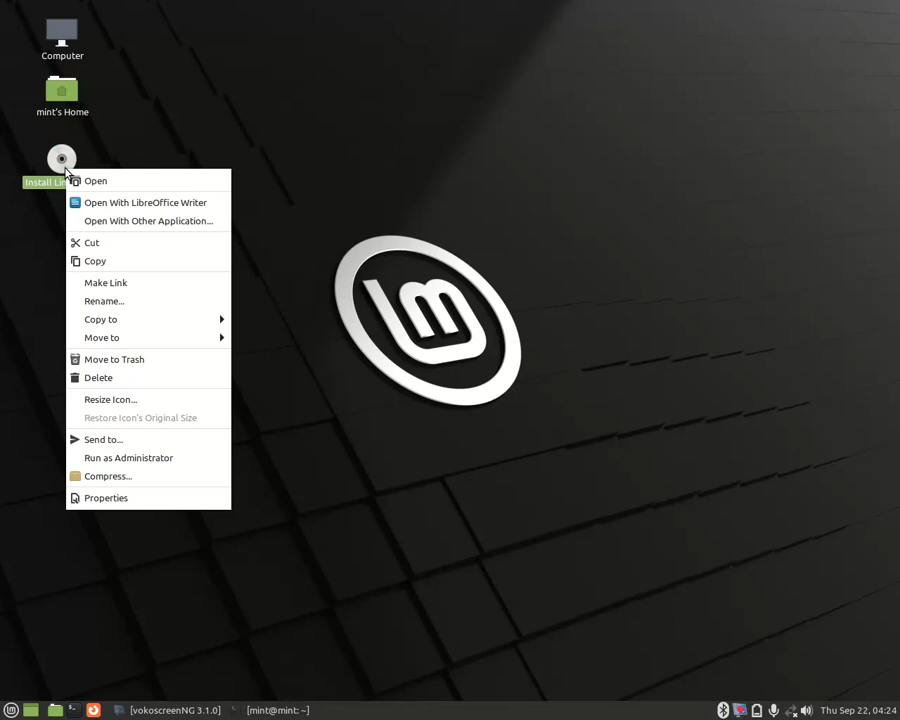 Computer
mint's Home
Install Lin
Open
Open With LibreOffice Writer
Open With Other Application...
Cut
Copy
Make Link
Rename...
Copy to
Move to
Move to Trash
Delete
Resize Icon...
Restore Icon's Original Size
Send to...
Run as Administrator
Compress...
Properties
[vokoscreenNG 3.1.0]
[mint@mint: ~]
Thu Sep 22, 04:24